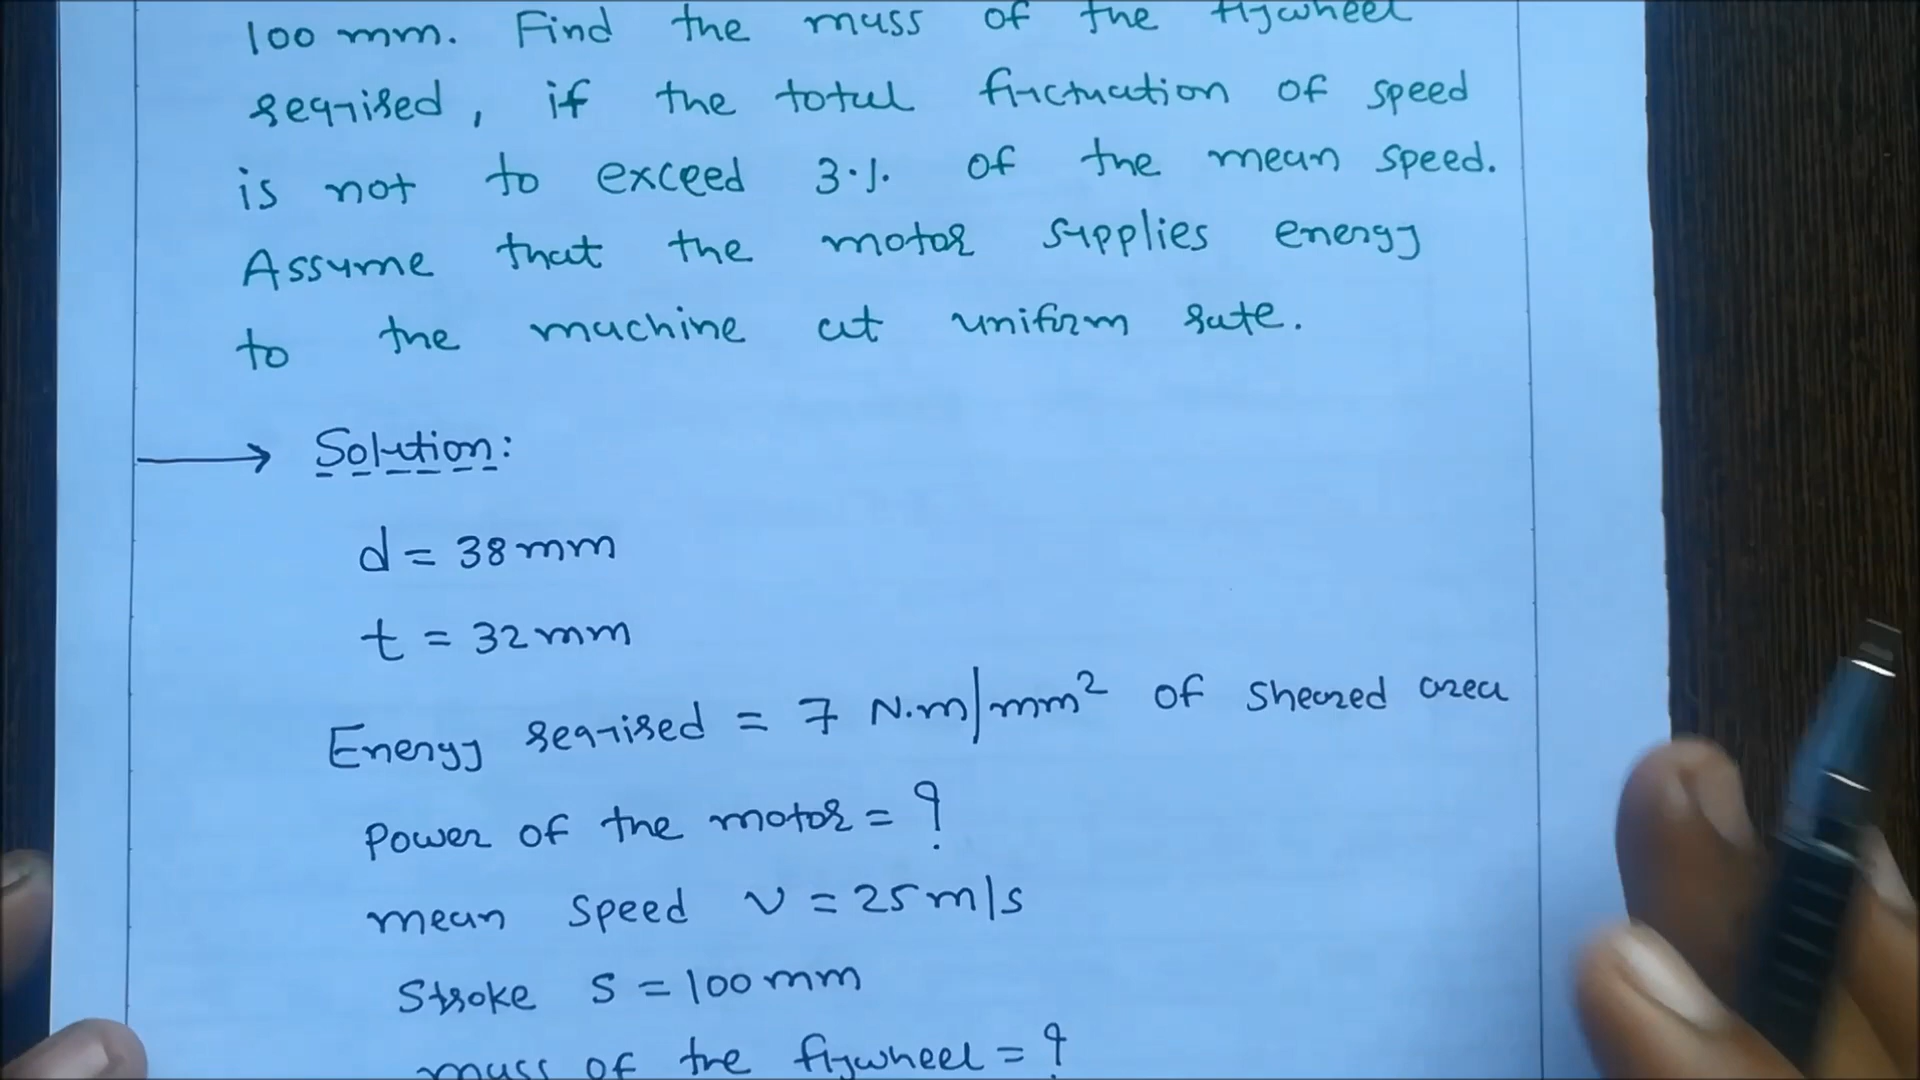 100 mm. Find the mass of the flywheel
required, if the total fluctuation of speed
is not to exceed 3% of the mean speed.
Assume that the motor supplies energy
to the machine at uniform rate.
→ Solution:
d = 38 mm
t = 32 mm
Energy required = 7 N.m/mm² of sheared area
Power of the motor = ?
mean speed v = 25 m/s
Stroke s = 100 mm
mass of the flywheel = ?